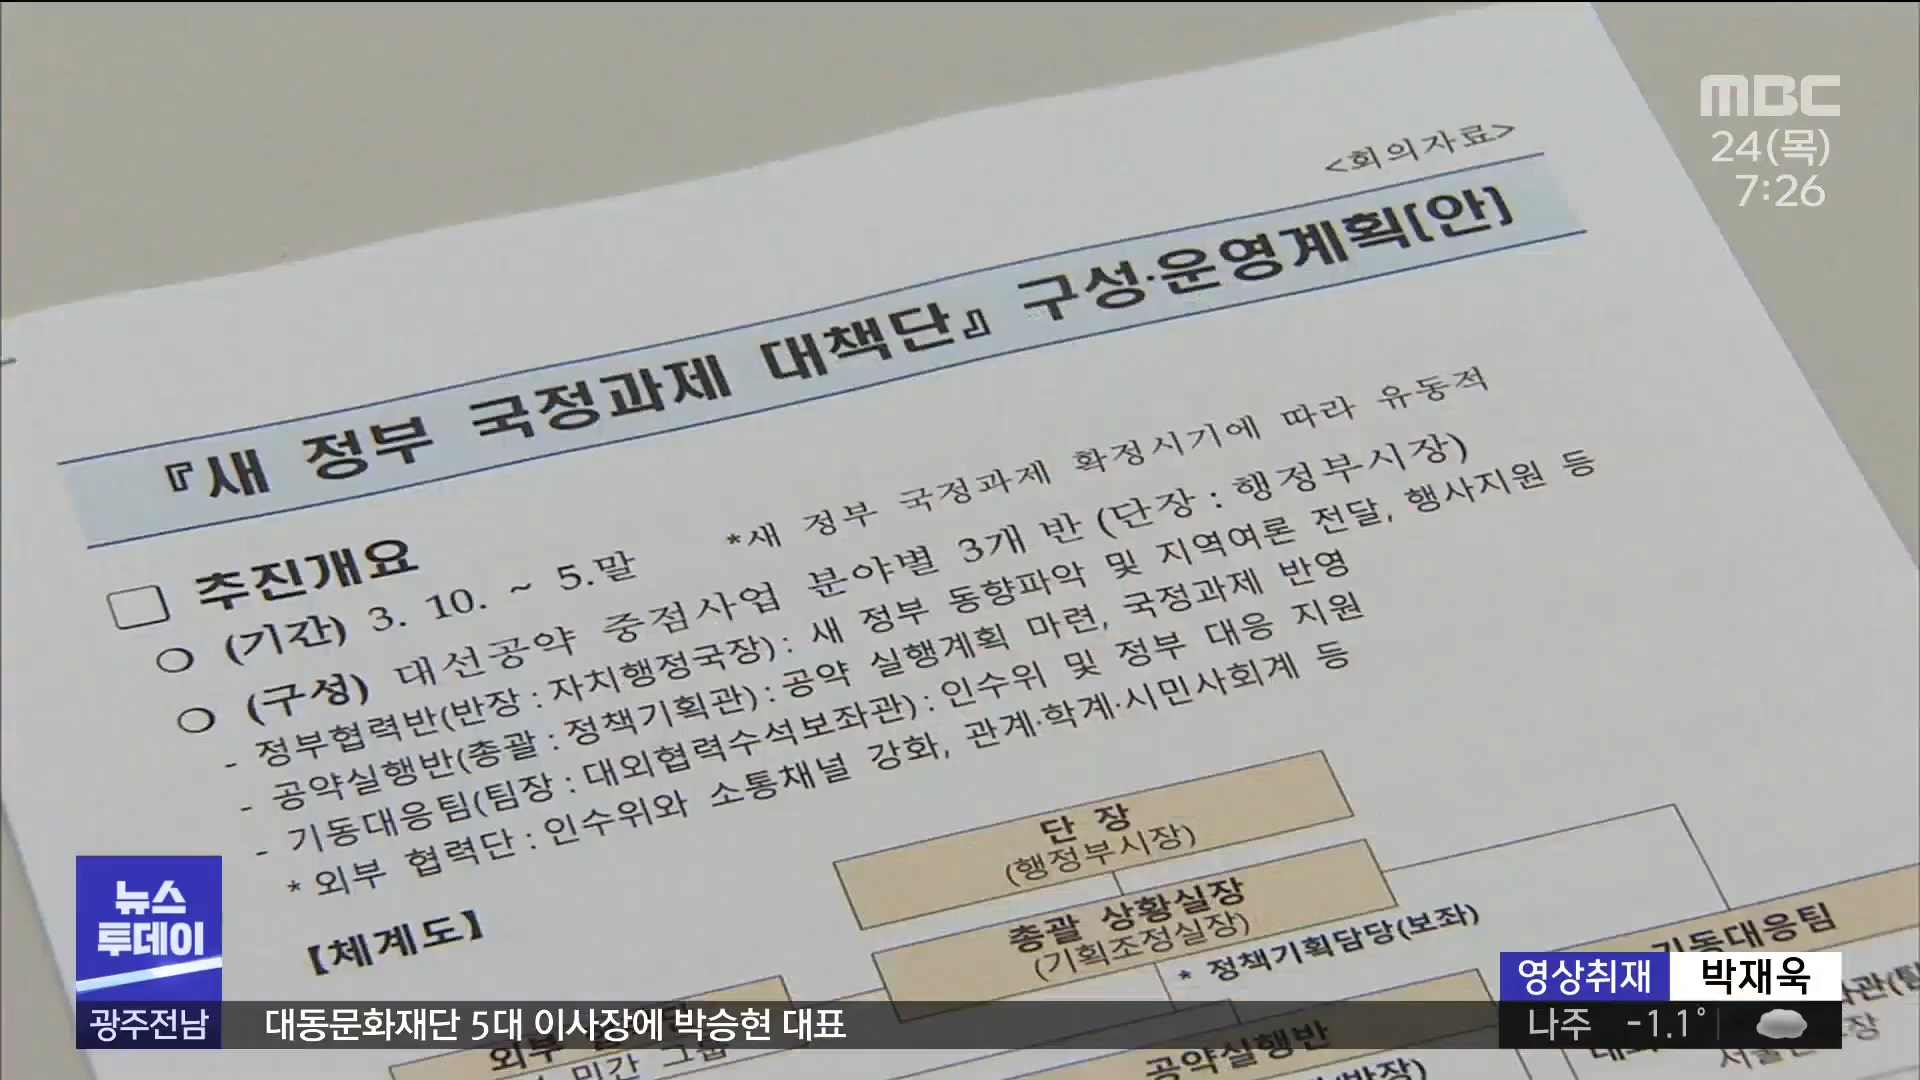 MBC
24(목)
7:26
<회의자료>
『새 정부 국정과제 대책단』 구성·운영계획(안)
□ 추진개요
*새 정부 국정과제 확정시기에 따라 유동적
○ (기간) 3. 10. ~ 5.말
○ (구성) 대선공약 중점사업 분야별 3개 반 (단장 : 행정부시장)
- 정부협력반(반장 : 자치행정국장) : 새 정부 동향파악 및 지역여론 전달, 행사지원 등
- 공약실행반(총괄 : 정책기획관) : 공약 실행계획 마련, 국정과제 반영
- 기동대응팀(팀장 : 대외협력수석보좌관) : 인수위 및 정부 대응 지원
* 외부 협력단 : 인수위와 소통채널 강화, 관계·학계·시민사회계 등
【체계도】
단 장
(행정부시장)
총괄 상황실장
(기획조정실장)
* 정책기획담당(보좌)
기동대응팀
외부
민간 그룹
공약실행반
뉴스
투데이
영상취재 박재욱
광주전남 대동문화재단 5대 이사장에 박승현 대표
나주 -1.1°